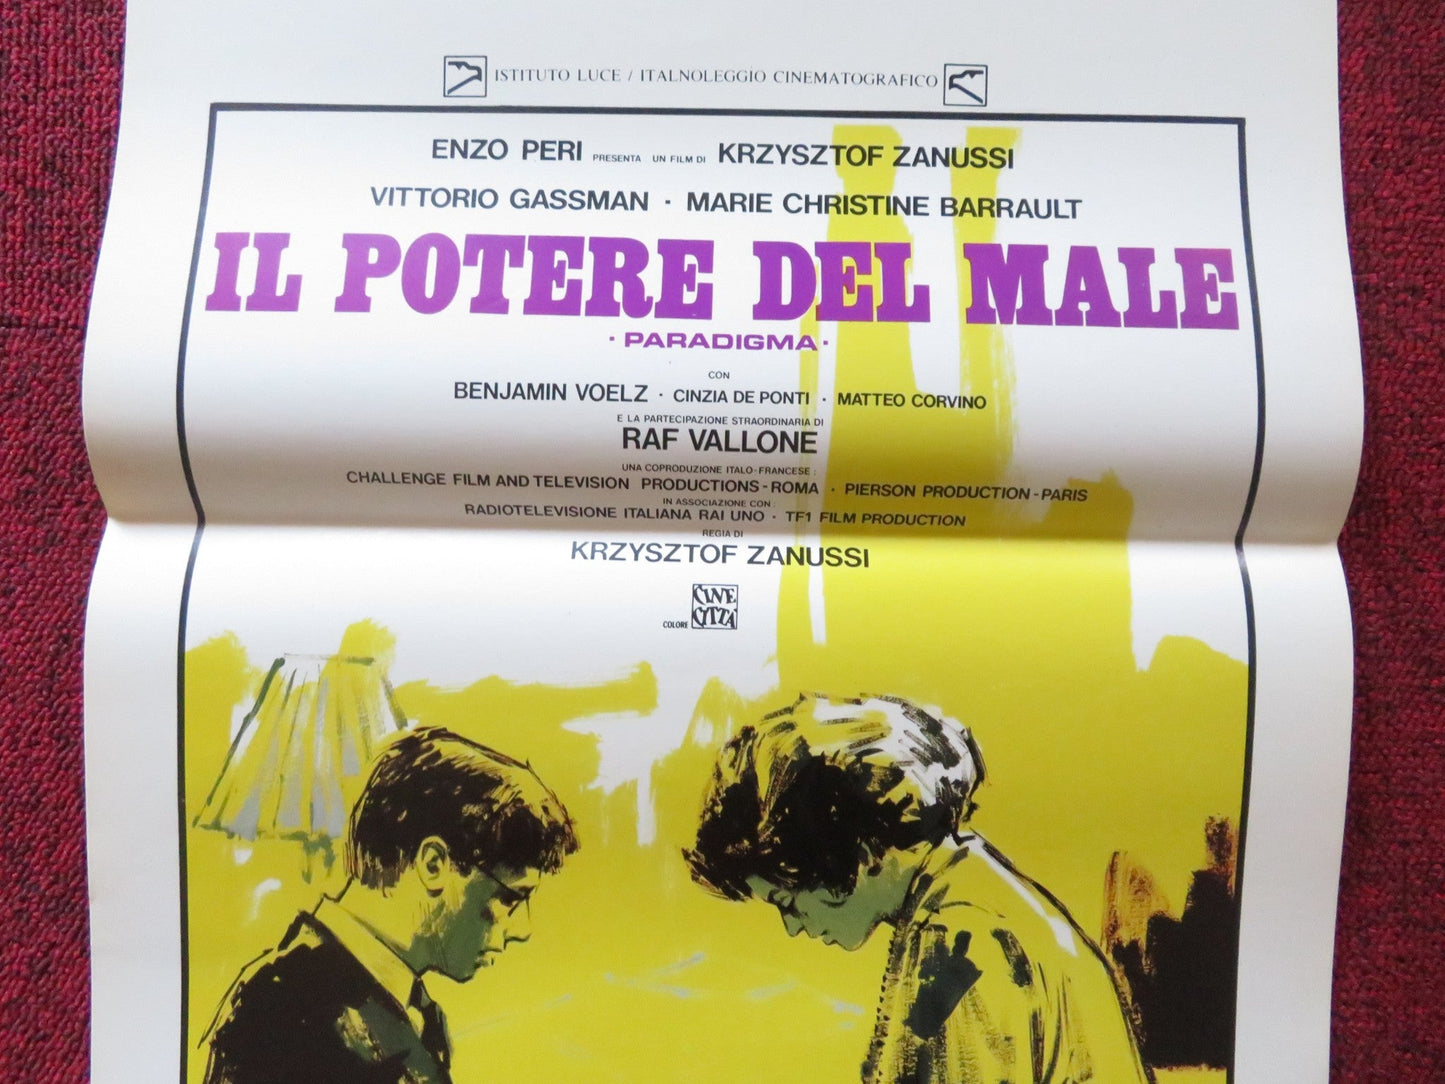 ISTITUTO LUCE / ITALNOLEGGIO CINEMATOGRAFICO
ENZO PERI PRESENTA UN FILM DI KRZYSZTOF ZANUSSI
VITTORIO GASSMAN · MARIE CHRISTINE BARRAULT
IL POTERE DEL MALE
· PARADIGMA ·
CON
BENJAMIN VOELZ · CINZIA DE PONTI · MATTEO CORVINO
E LA PARTECIPAZIONE STRAORDINARIA DI
RAF VALLONE
UNA COPRODUZIONE ITALO-FRANCESE :
CHALLENGE FILM AND TELEVISION PRODUCTIONS-ROMA · PIERSON PRODUCTION-PARIS
IN ASSOCIAZIONE CON :
RADIOTELEVISIONE ITALIANA RAI UNO · TF1 FILM PRODUCTION
REGIA DI
KRZYSZTOF ZANUSSI
COLORE CINE CITTÀ